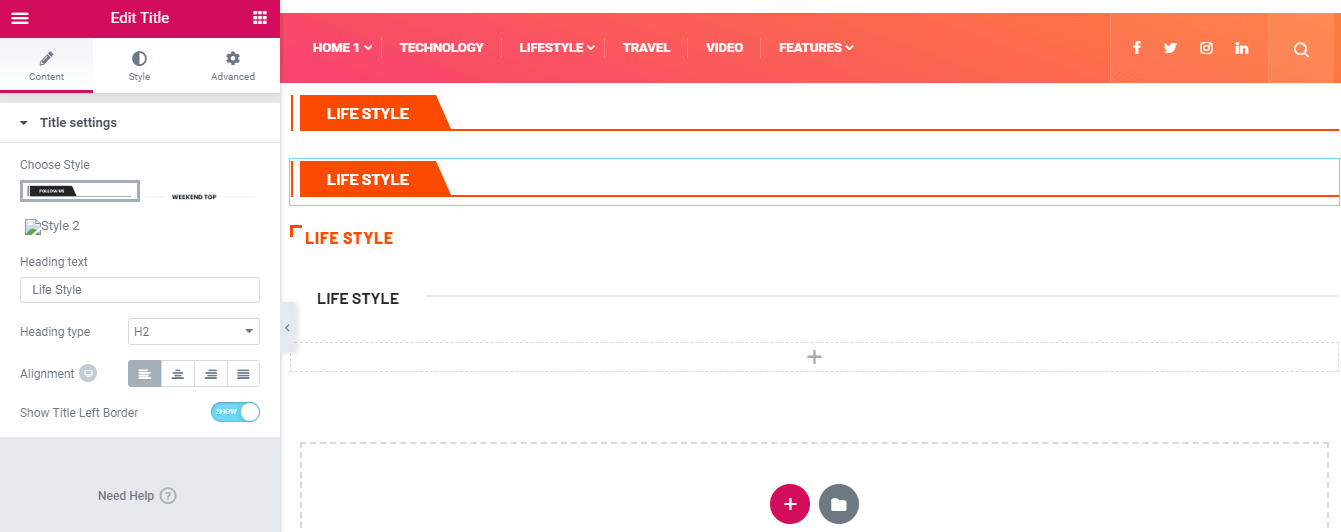 Edit Title
Content
Style
Advanced
Title settings
Choose Style
FOLLOW US
WEEKEND TOP
Style 2
Heading text
Life Style
Heading type
H2
Alignment
Show Title Left Border
SHOW
Need Help ?
HOME 1
TECHNOLOGY
LIFESTYLE
TRAVEL
VIDEO
FEATURES
LIFE STYLE
LIFE STYLE
LIFE STYLE
LIFE STYLE